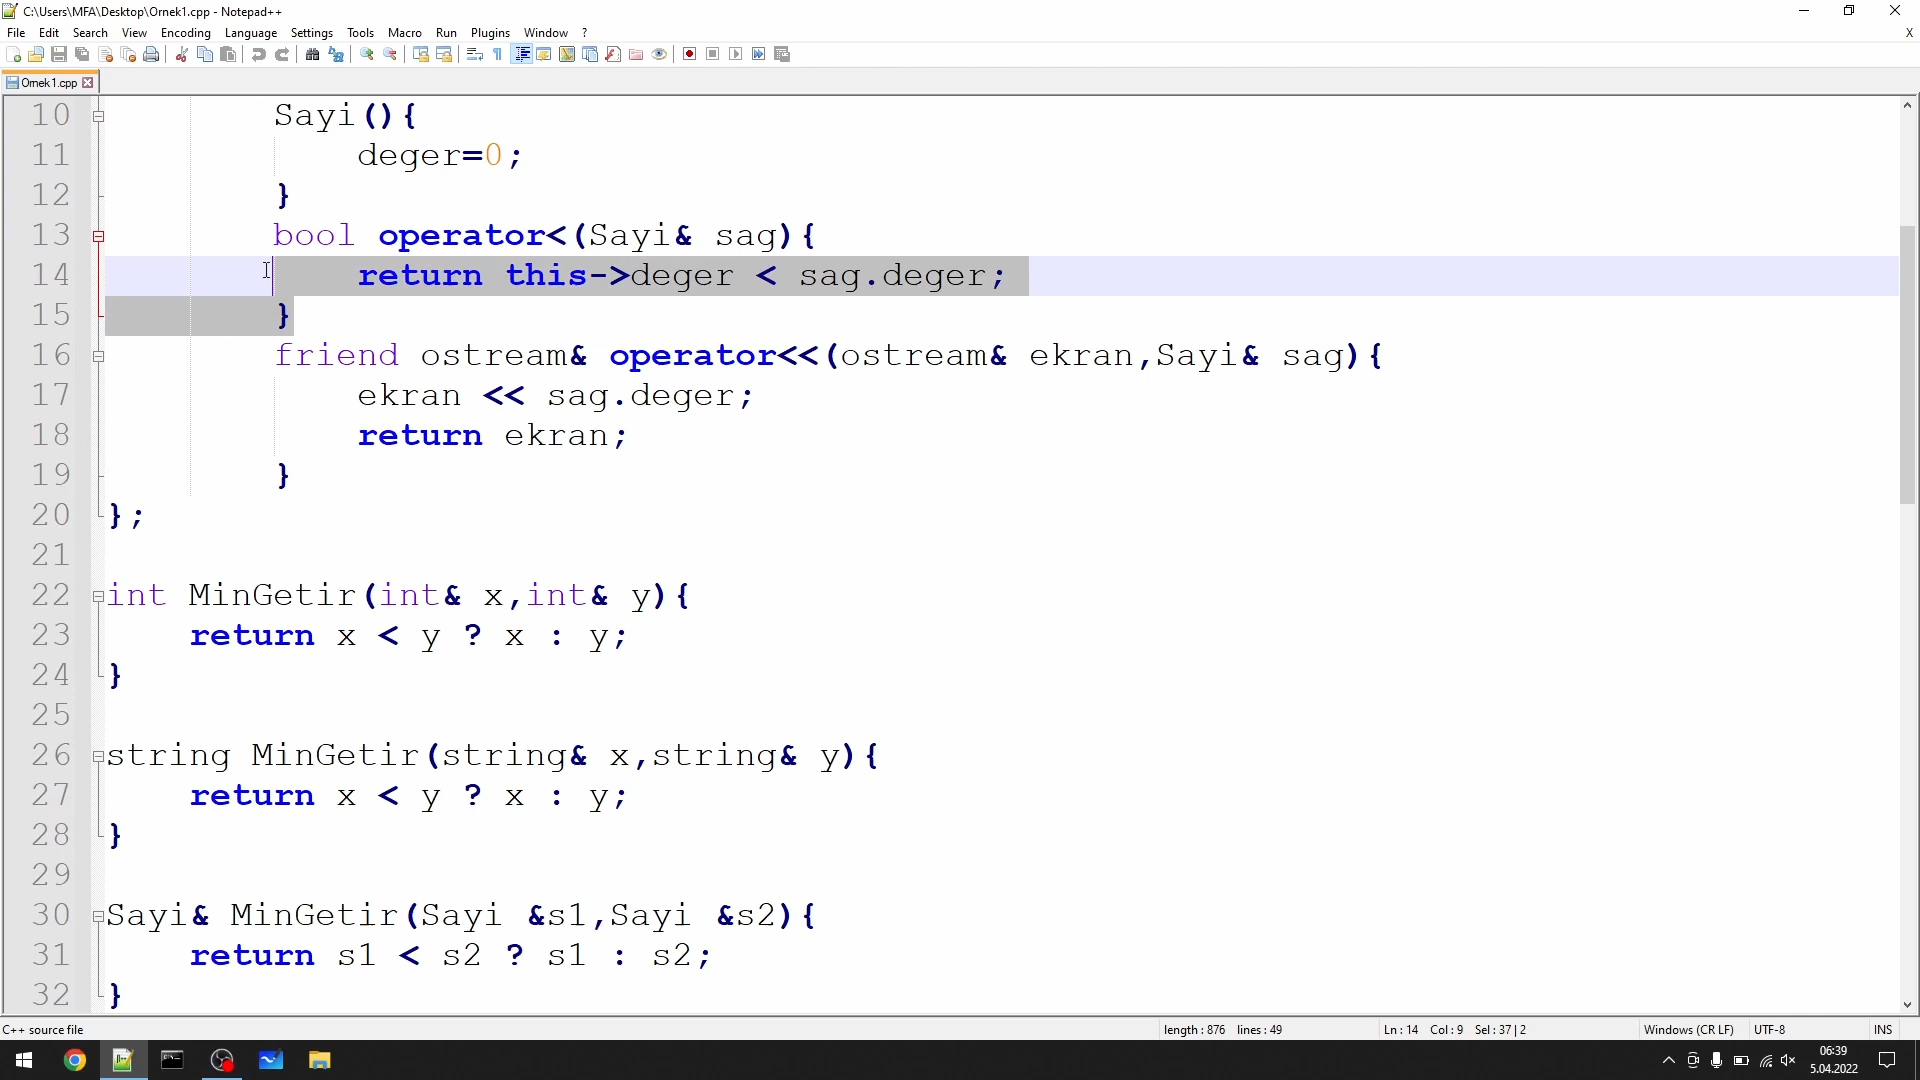 C:\Users\MFA\Desktop\Ornek1.cpp - Notepad++
File Edit Search View Encoding Language Settings Tools Macro Run Plugins Window ? X
Ornek1.cpp
10 Sayi(){
11 deger=0;
12 }
13 bool operator<(Sayi& sag){
14 return this->deger < sag.deger;
15 }
16 friend ostream& operator<<(ostream& ekran,Sayi& sag){
17 ekran << sag.deger;
18 return ekran;
19 }
20 };
21
22 int MinGetir(int& x,int& y){
23 return x < y ? x : y;
24 }
25
26 string MinGetir(string& x,string& y){
27 return x < y ? x : y;
28 }
29
30 Sayi& MinGetir(Sayi &s1,Sayi &s2){
31 return s1 < s2 ? s1 : s2;
32 }
C++ source file length : 876 lines : 49 Ln : 14 Col : 9 Sel : 37 | 2 Windows (CR LF) UTF-8 INS
06:39
5.04.2022